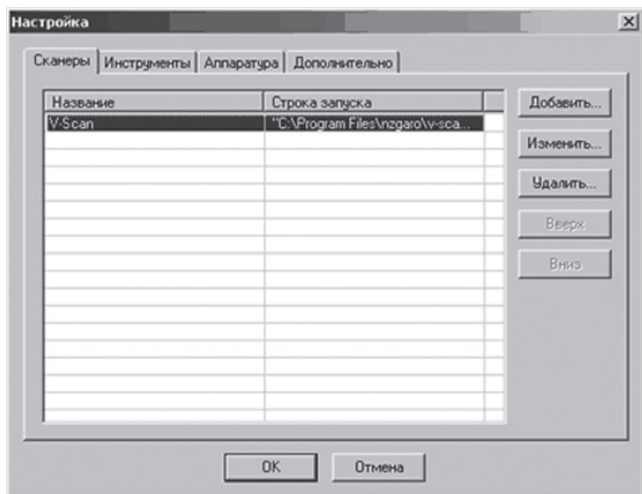 Настройка
Сканеры Инструменты Аппаратура Дополнительно
Название Строка запуска
V-Scan "C:\Program Files\nzgaro\v-sca...
Добавить...
Изменить...
Удалить...
Вверх
Вниз
OK Отмена